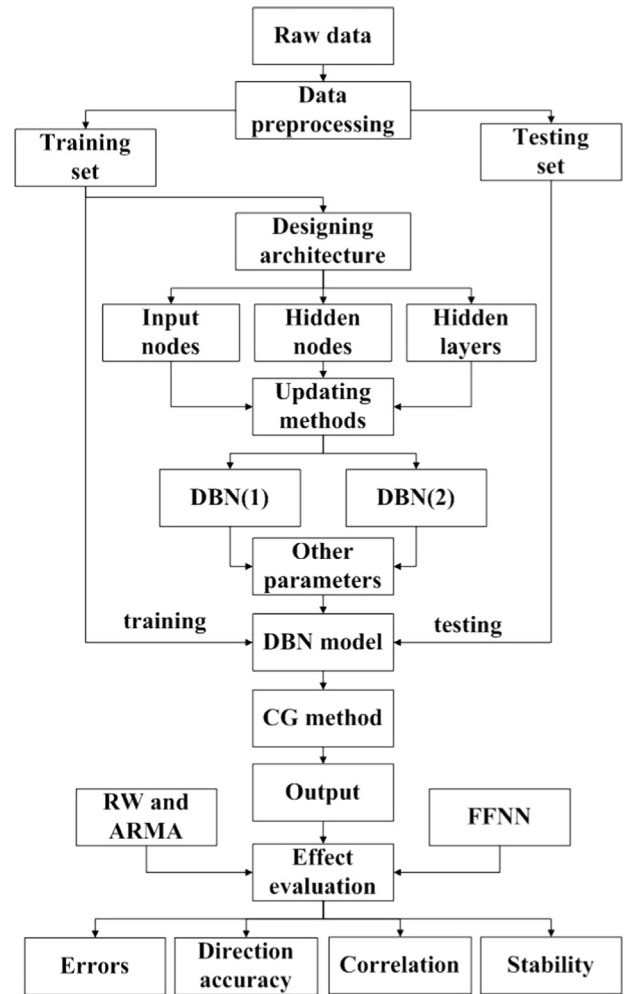 Raw data
Data
preprocessing
Training
set
Testing
set
Designing
architecture
Input
nodes
Hidden
nodes
Hidden
layers
Updating
methods
DBN(1)
DBN(2)
Other
parameters
training
testing
DBN model
CG method
Output
RW and
ARMA
FFNN
Effect
evaluation
Errors
Direction
accuracy
Correlation
Stability